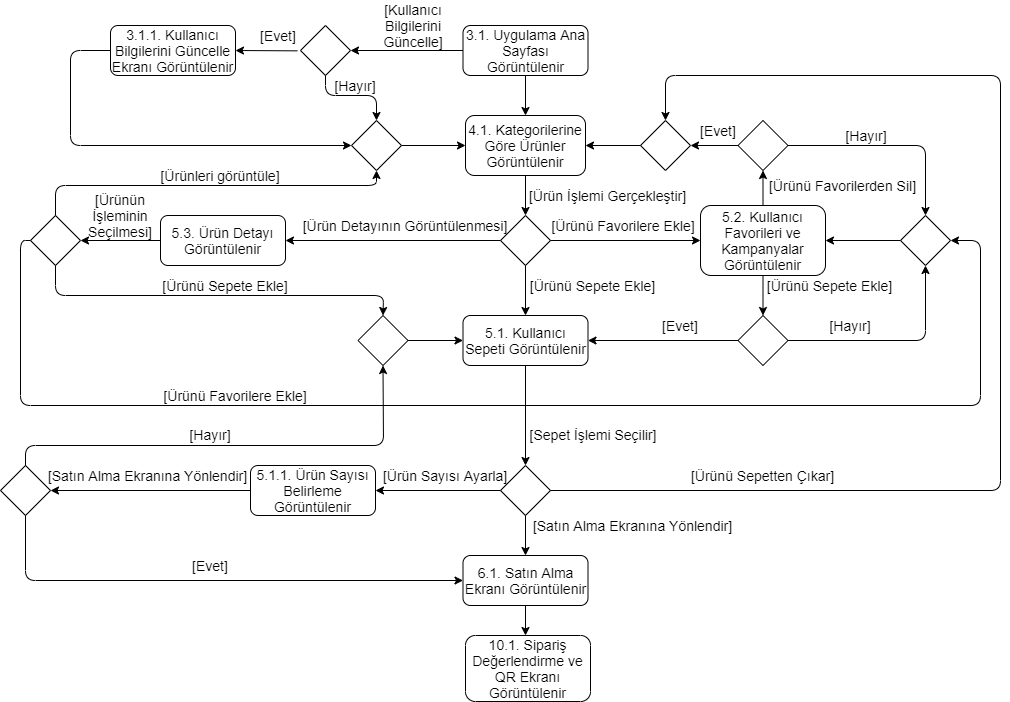 [Kullanıcı
Bilgilerini
Güncelle]
3.1.1. Kullanıcı
Bilgilerini Güncelle
Ekranı Görüntülenir
[Evet]
3.1. Uygulama Ana
Sayfası
Görüntülenir
[Hayır]
4.1. Kategorilerine
Göre Ürünler
Görüntülenir
[Evet]
[Hayır]
[Ürünleri görüntüle]
[Ürün İşlemi Gerçekleştir]
[Ürünü Favorilerden Sil]
[Ürünün
İşleminin
Seçilmesi]
5.3. Ürün Detayı
Görüntülenir
[Ürün Detayının Görüntülenmesi]
[Ürünü Favorilere Ekle]
5.2. Kullanıcı
Favorileri ve
Kampanyalar
Görüntülenir
[Ürünü Sepete Ekle]
[Ürünü Sepete Ekle]
[Ürünü Sepete Ekle]
5.1. Kullanıcı
Sepeti Görüntülenir
[Evet]
[Hayır]
[Ürünü Favorilere Ekle]
[Hayır]
[Sepet İşlemi Seçilir]
[Satın Alma Ekranına Yönlendir]
5.1.1. Ürün Sayısı
Belirleme
Görüntülenir
[Ürün Sayısı Ayarla]
[Ürünü Sepetten Çıkar]
[Satın Alma Ekranına Yönlendir]
[Evet]
6.1. Satın Alma
Ekranı Görüntülenir
10.1. Sipariş
Değerlendirme ve
QR Ekranı
Görüntülenir